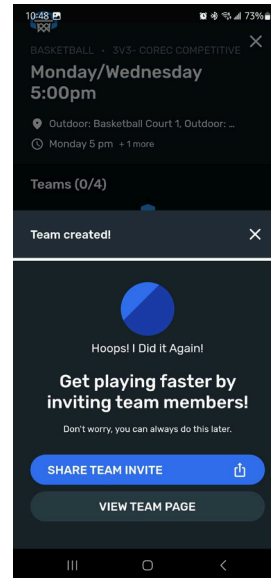 10:48 73%
BASKETBALL • 3V3- COREC COMPETITIVE
Monday/Wednesday
5:00pm
Outdoor: Basketball Court 1, Outdoor: ...
Monday 5 pm +1 more
Teams (0/4)
Team created!
Hoops! I Did it Again!
Get playing faster by
inviting team members!
Don't worry, you can always do this later.
SHARE TEAM INVITE
VIEW TEAM PAGE